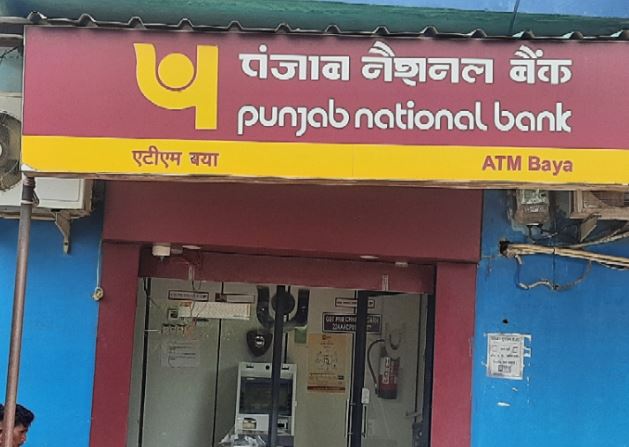 पंजाब नैशनल बैंक
punjab national bank
एटीएम बया
ATM Baya